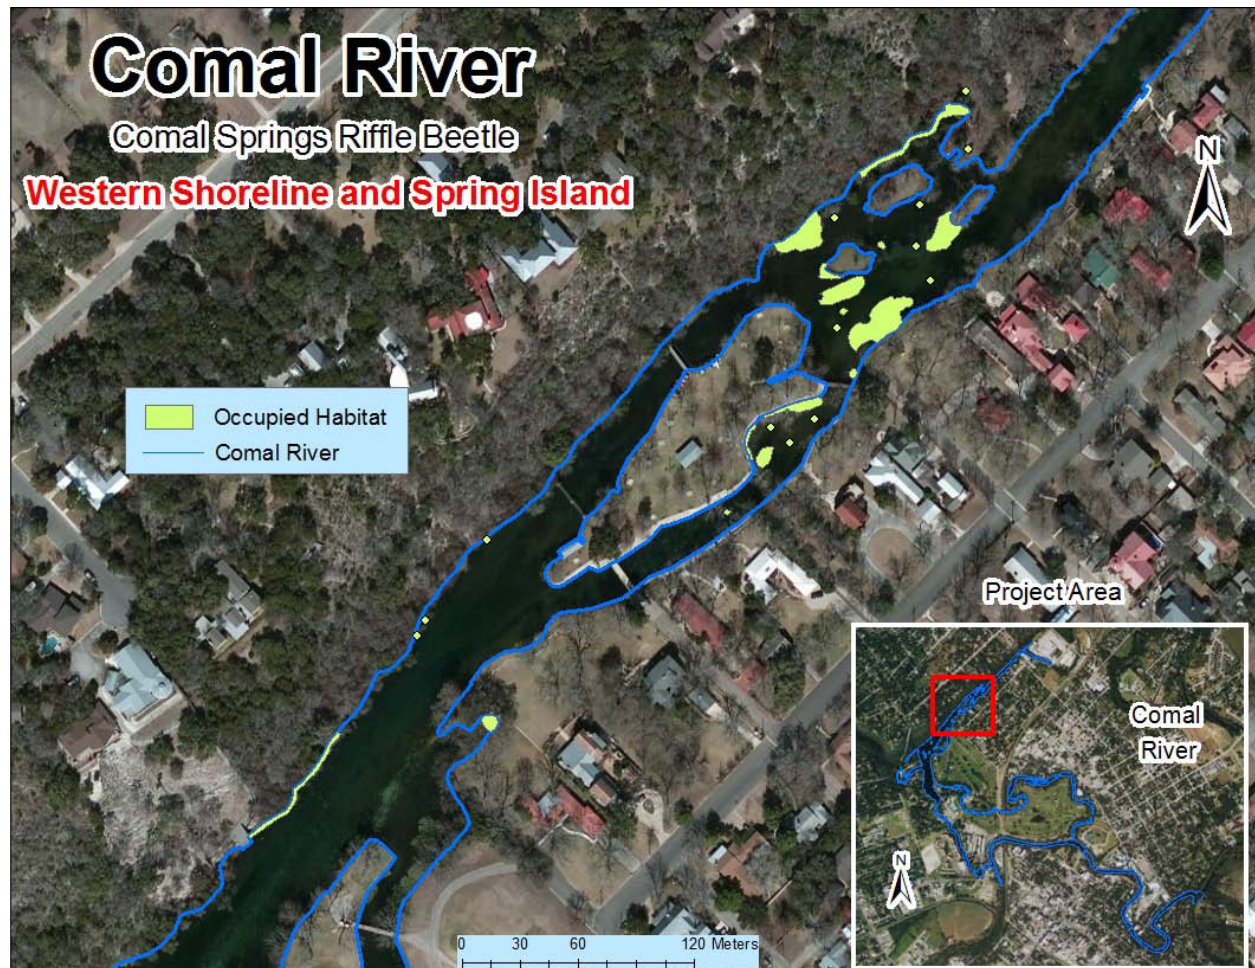 Comal River
Comal Springs Riffle Beetle
Western Shoreline and Spring Island
N
Occupied Habitat
Comal River
Project Area
Comal
River
N
0 30 60 120 Meters